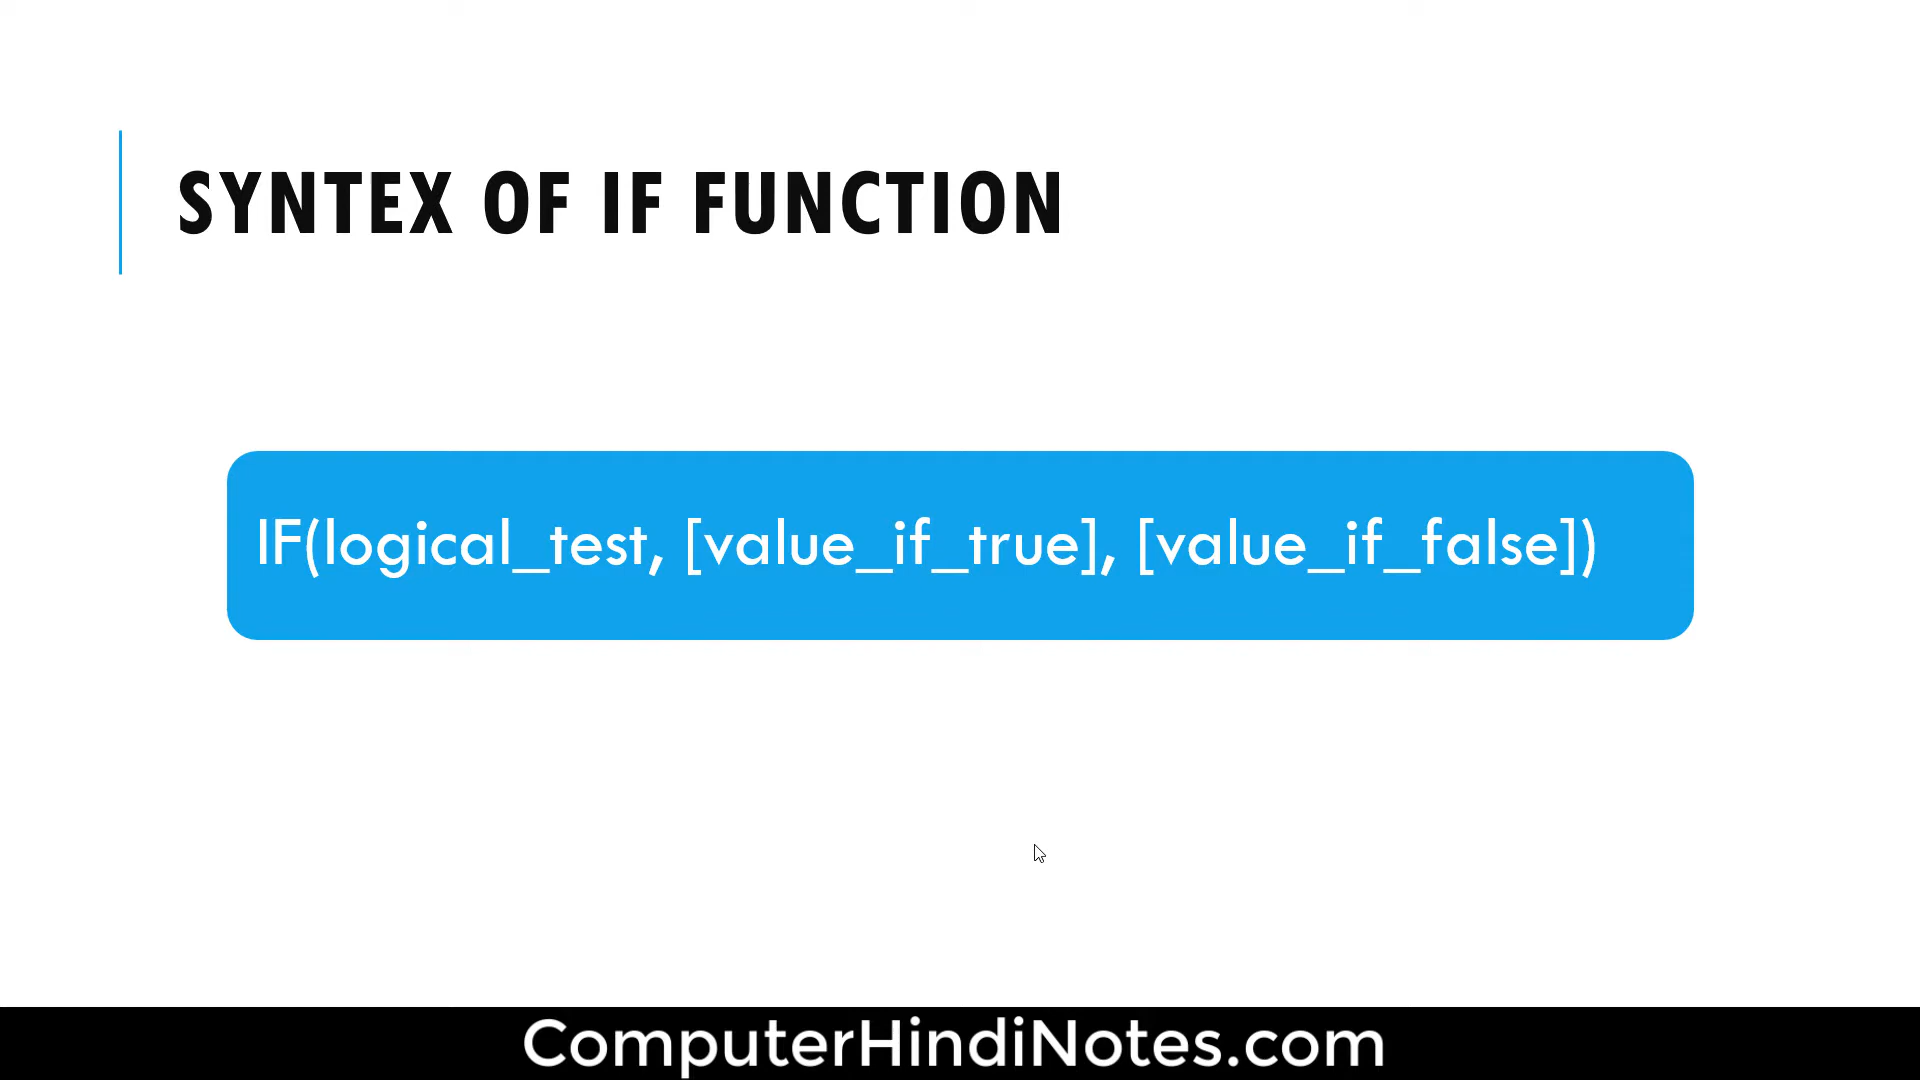 SYNTEX OF IF FUNCTION
IF(logical_test, [value_if_true], [value_if_false])
ComputerHindiNotes.com